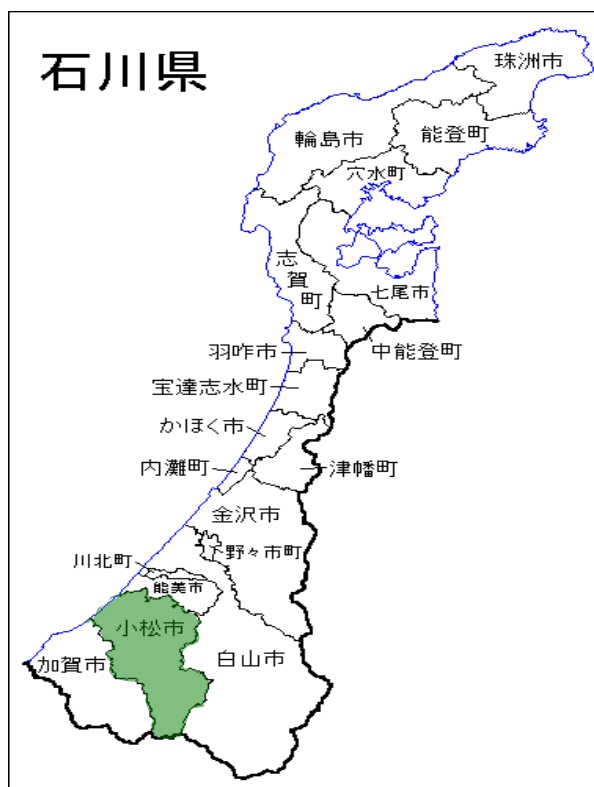 石川県
珠洲市
能登町
輪島市
穴水町
志賀町
七尾市
羽咋市
中能登町
宝達志水町
かほく市
内灘町
津幡町
金沢市
野々市町
川北町
能美市
小松市
白山市
加賀市